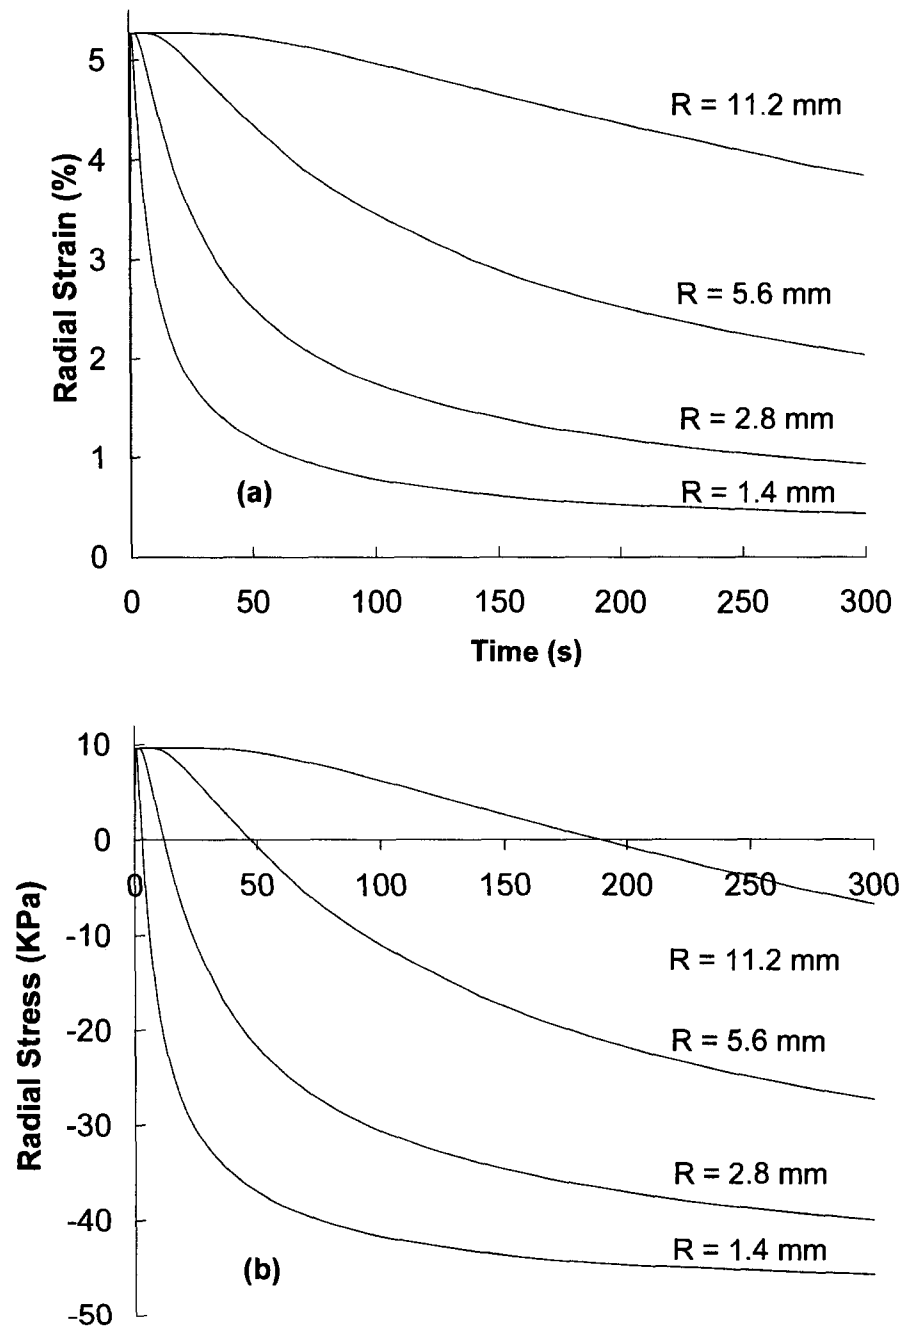 5
4
3
2
1
0
Radial Strain (%)
R = 11.2 mm
R = 5.6 mm
R = 2.8 mm
R = 1.4 mm
(a)
0 50 100 150 200 250 300
Time (s)
10
0
-10
-20
-30
-40
-50
Radial Stress (KPa)
0 50 100 150 200 250 300
R = 11.2 mm
R = 5.6 mm
R = 2.8 mm
R = 1.4 mm
(b)